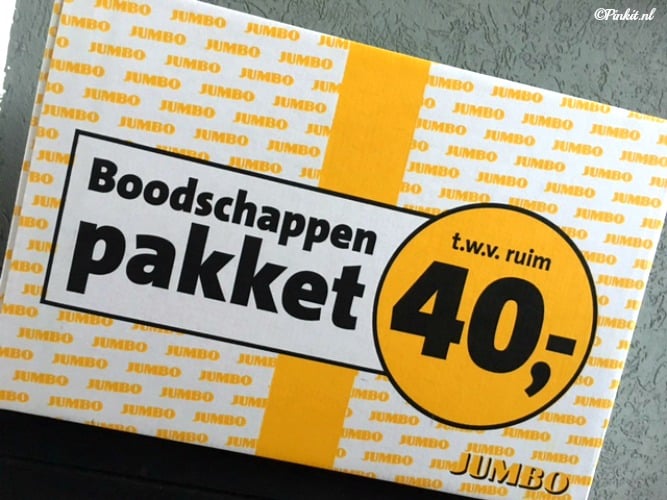 ©Pinkit.nl
Boodschappen
pakket
t.w.v. ruim
40,-
JUMBO